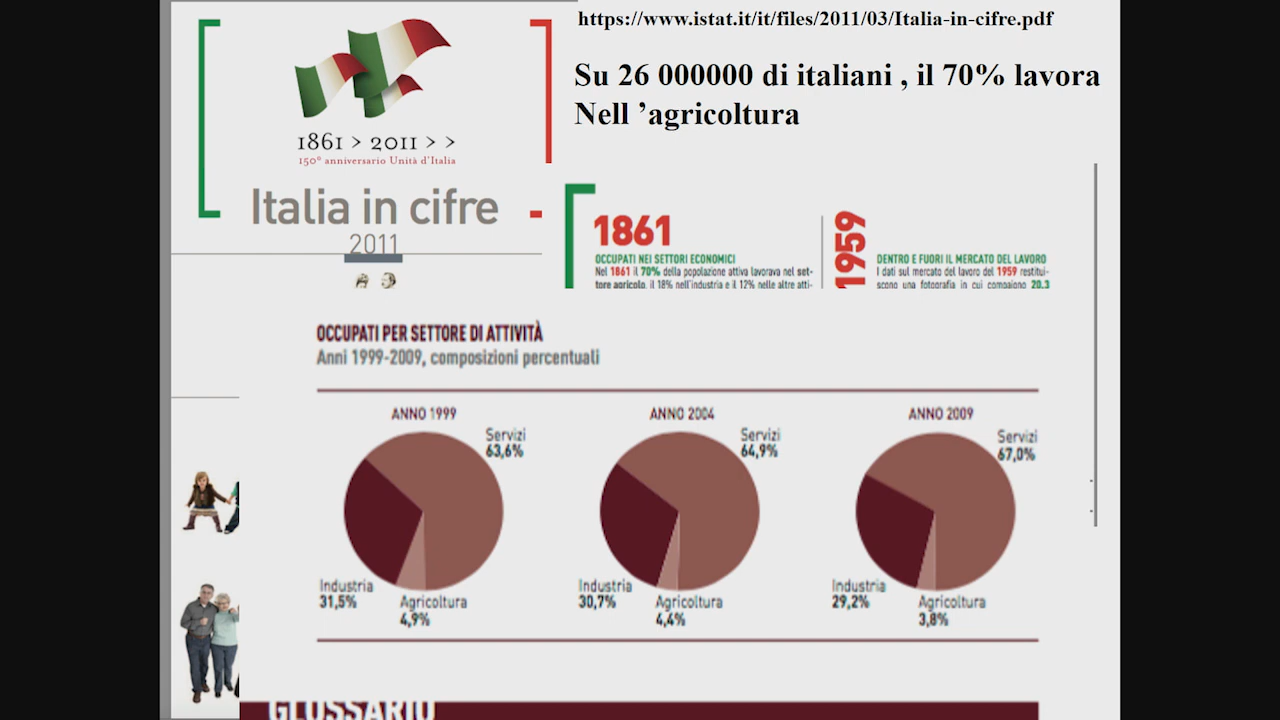 https://www.istat.it/it/files/2011/03/Italia-in-cifre.pdf
Su 26 000000 di italiani , il 70% lavora
Nell ’agricoltura
1861 > 2011 > >
150° anniversario Unità d'Italia
Italia in cifre
2011
1861
OCCUPATI NEI SETTORI ECONOMICI
Nel 1861 il 70% della popolazione attiva lavorava nel set-
tore agricolo, il 18% nell'industria e il 12% nelle altre atti-
1959
DENTRO E FUORI IL MERCATO DEL LAVORO
I dati sul mercato del lavoro del 1959 restitui-
scono una fotografia in cui compaiono 20,3
OCCUPATI PER SETTORE DI ATTIVITÀ
Anni 1999-2009, composizioni percentuali
ANNO 1999
Servizi
63,6%
Industria
31,5%
Agricoltura
4,9%
ANNO 2004
Servizi
64,9%
Industria
30,7%
Agricoltura
4,4%
ANNO 2009
Servizi
67,0%
Industria
29,2%
Agricoltura
3,8%
GLOSSARIO